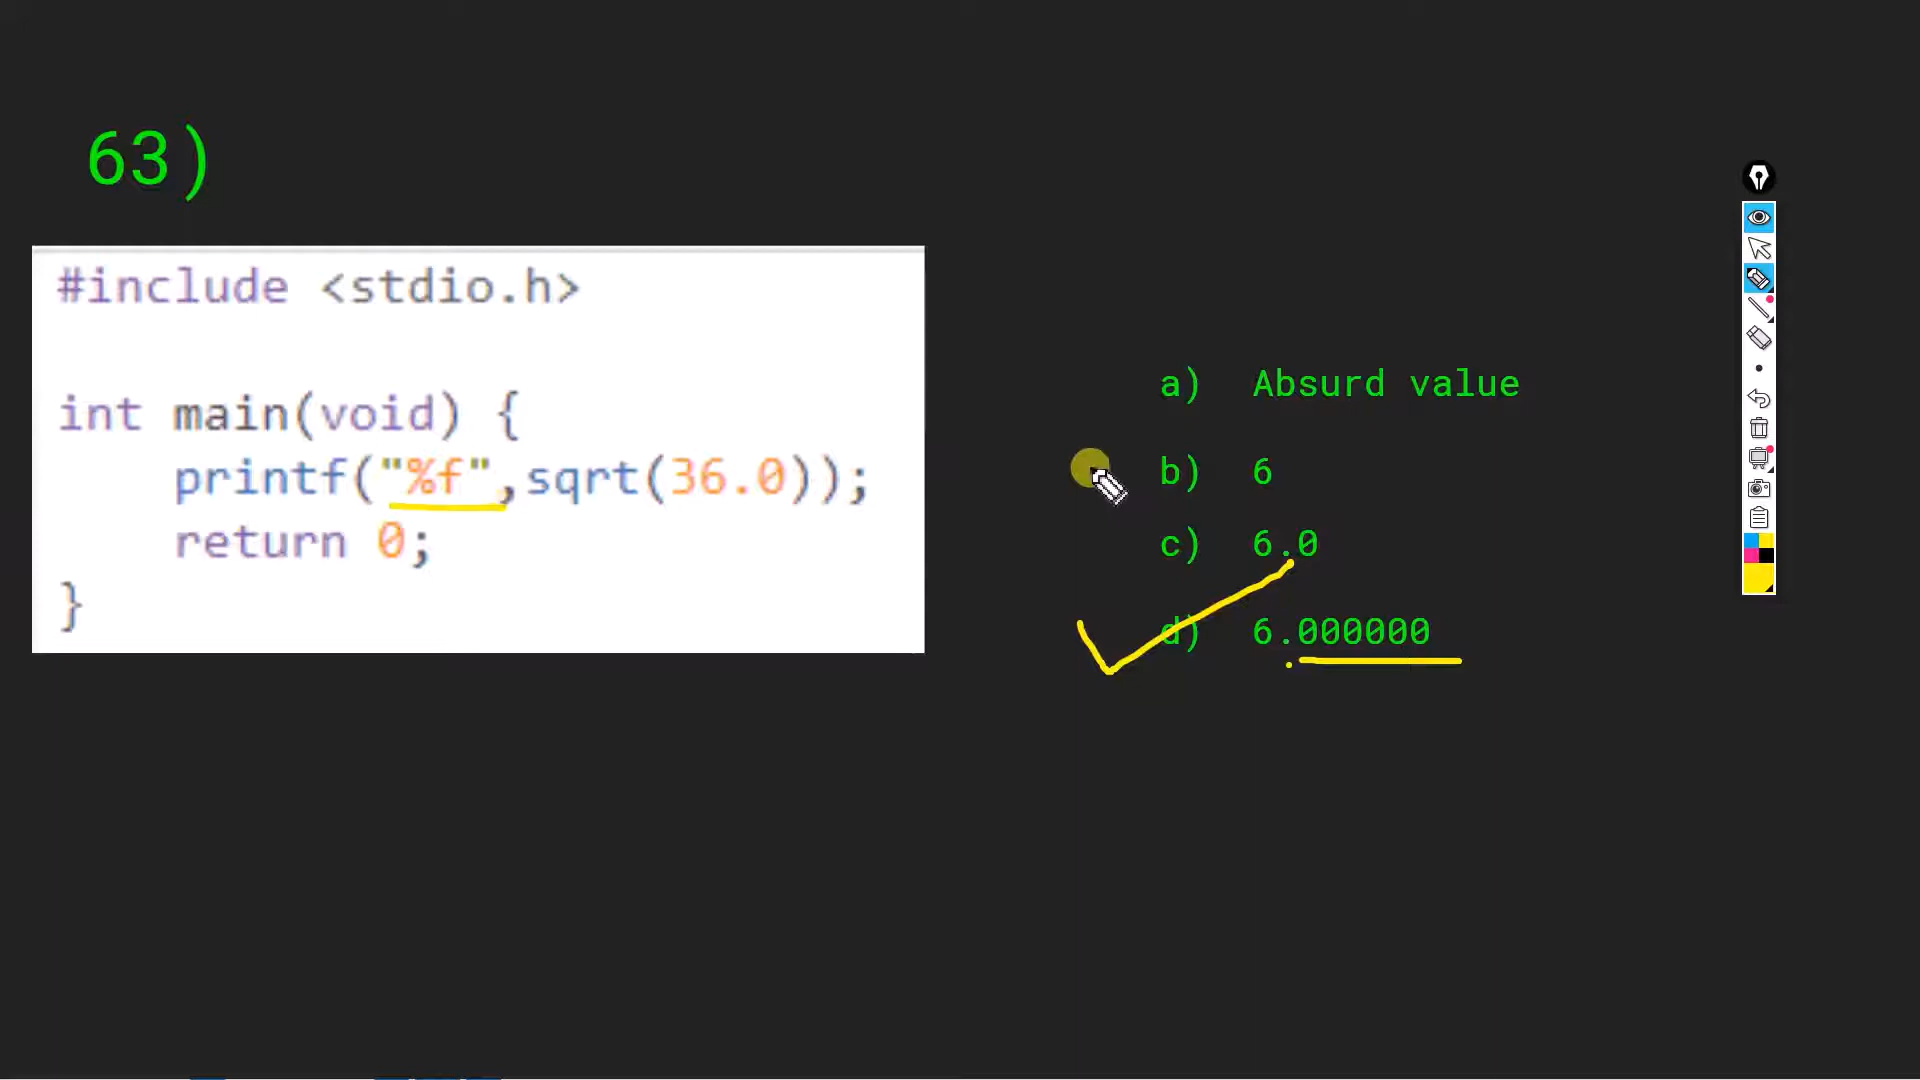 63)
#include <stdio.h>
int main(void) {
printf("%f",sqrt(36.0));
return 0;
}
a) Absurd value
b) 6
c) 6.0
d) 6.000000